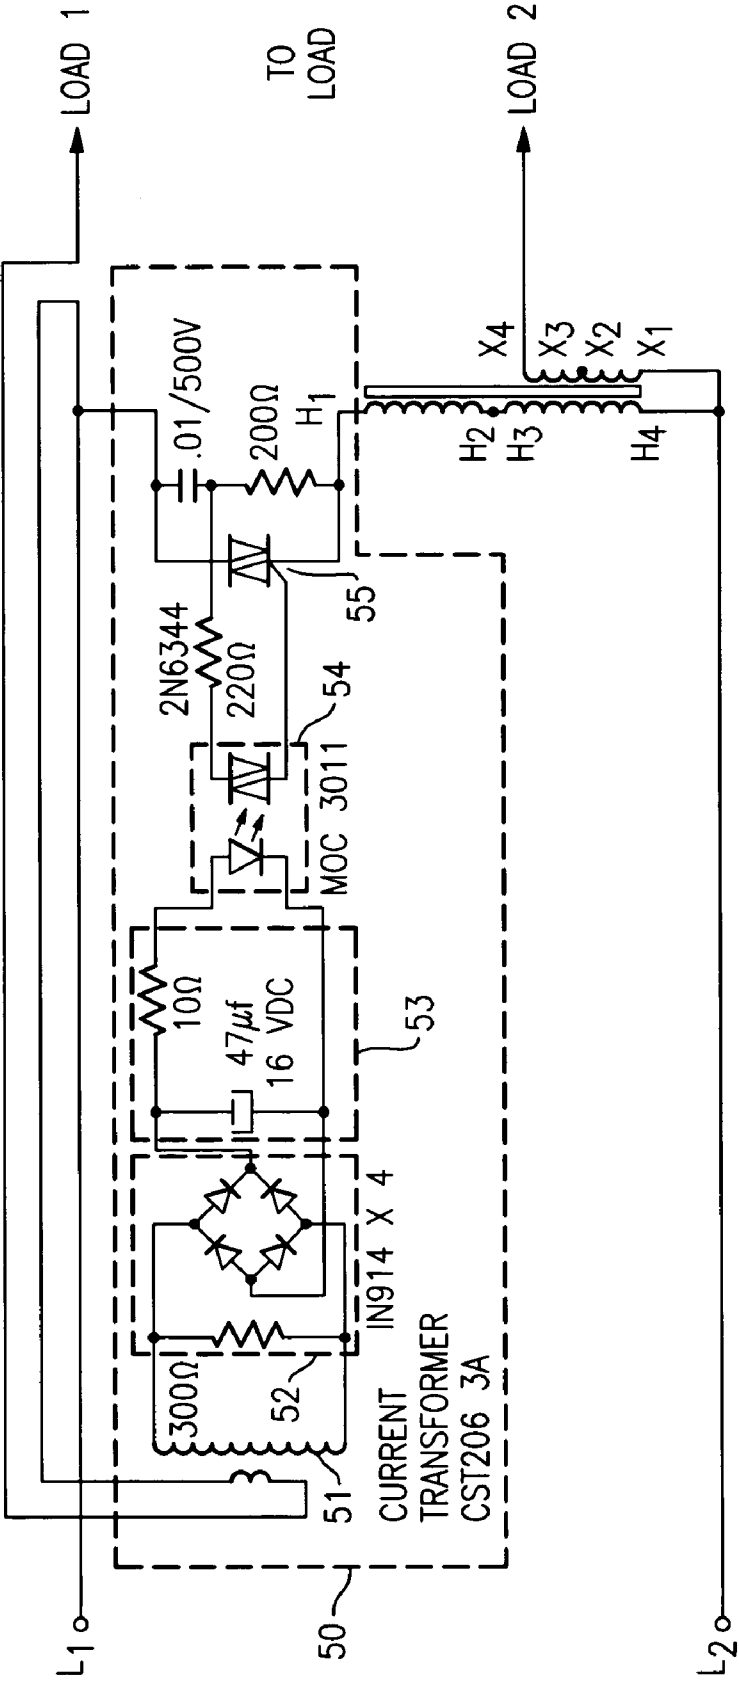 L1
L2
50
51
CURRENT
TRANSFORMER
CST206 3A
300Ω
52
IN914 X 4
10Ω
47μf
16 VDC
53
MOC 3011
54
2N6344
220Ω
55
.01/500V
200Ω
H1
H2
H3
H4
X4
X3
X2
X1
LOAD 1
TO
LOAD
LOAD 2